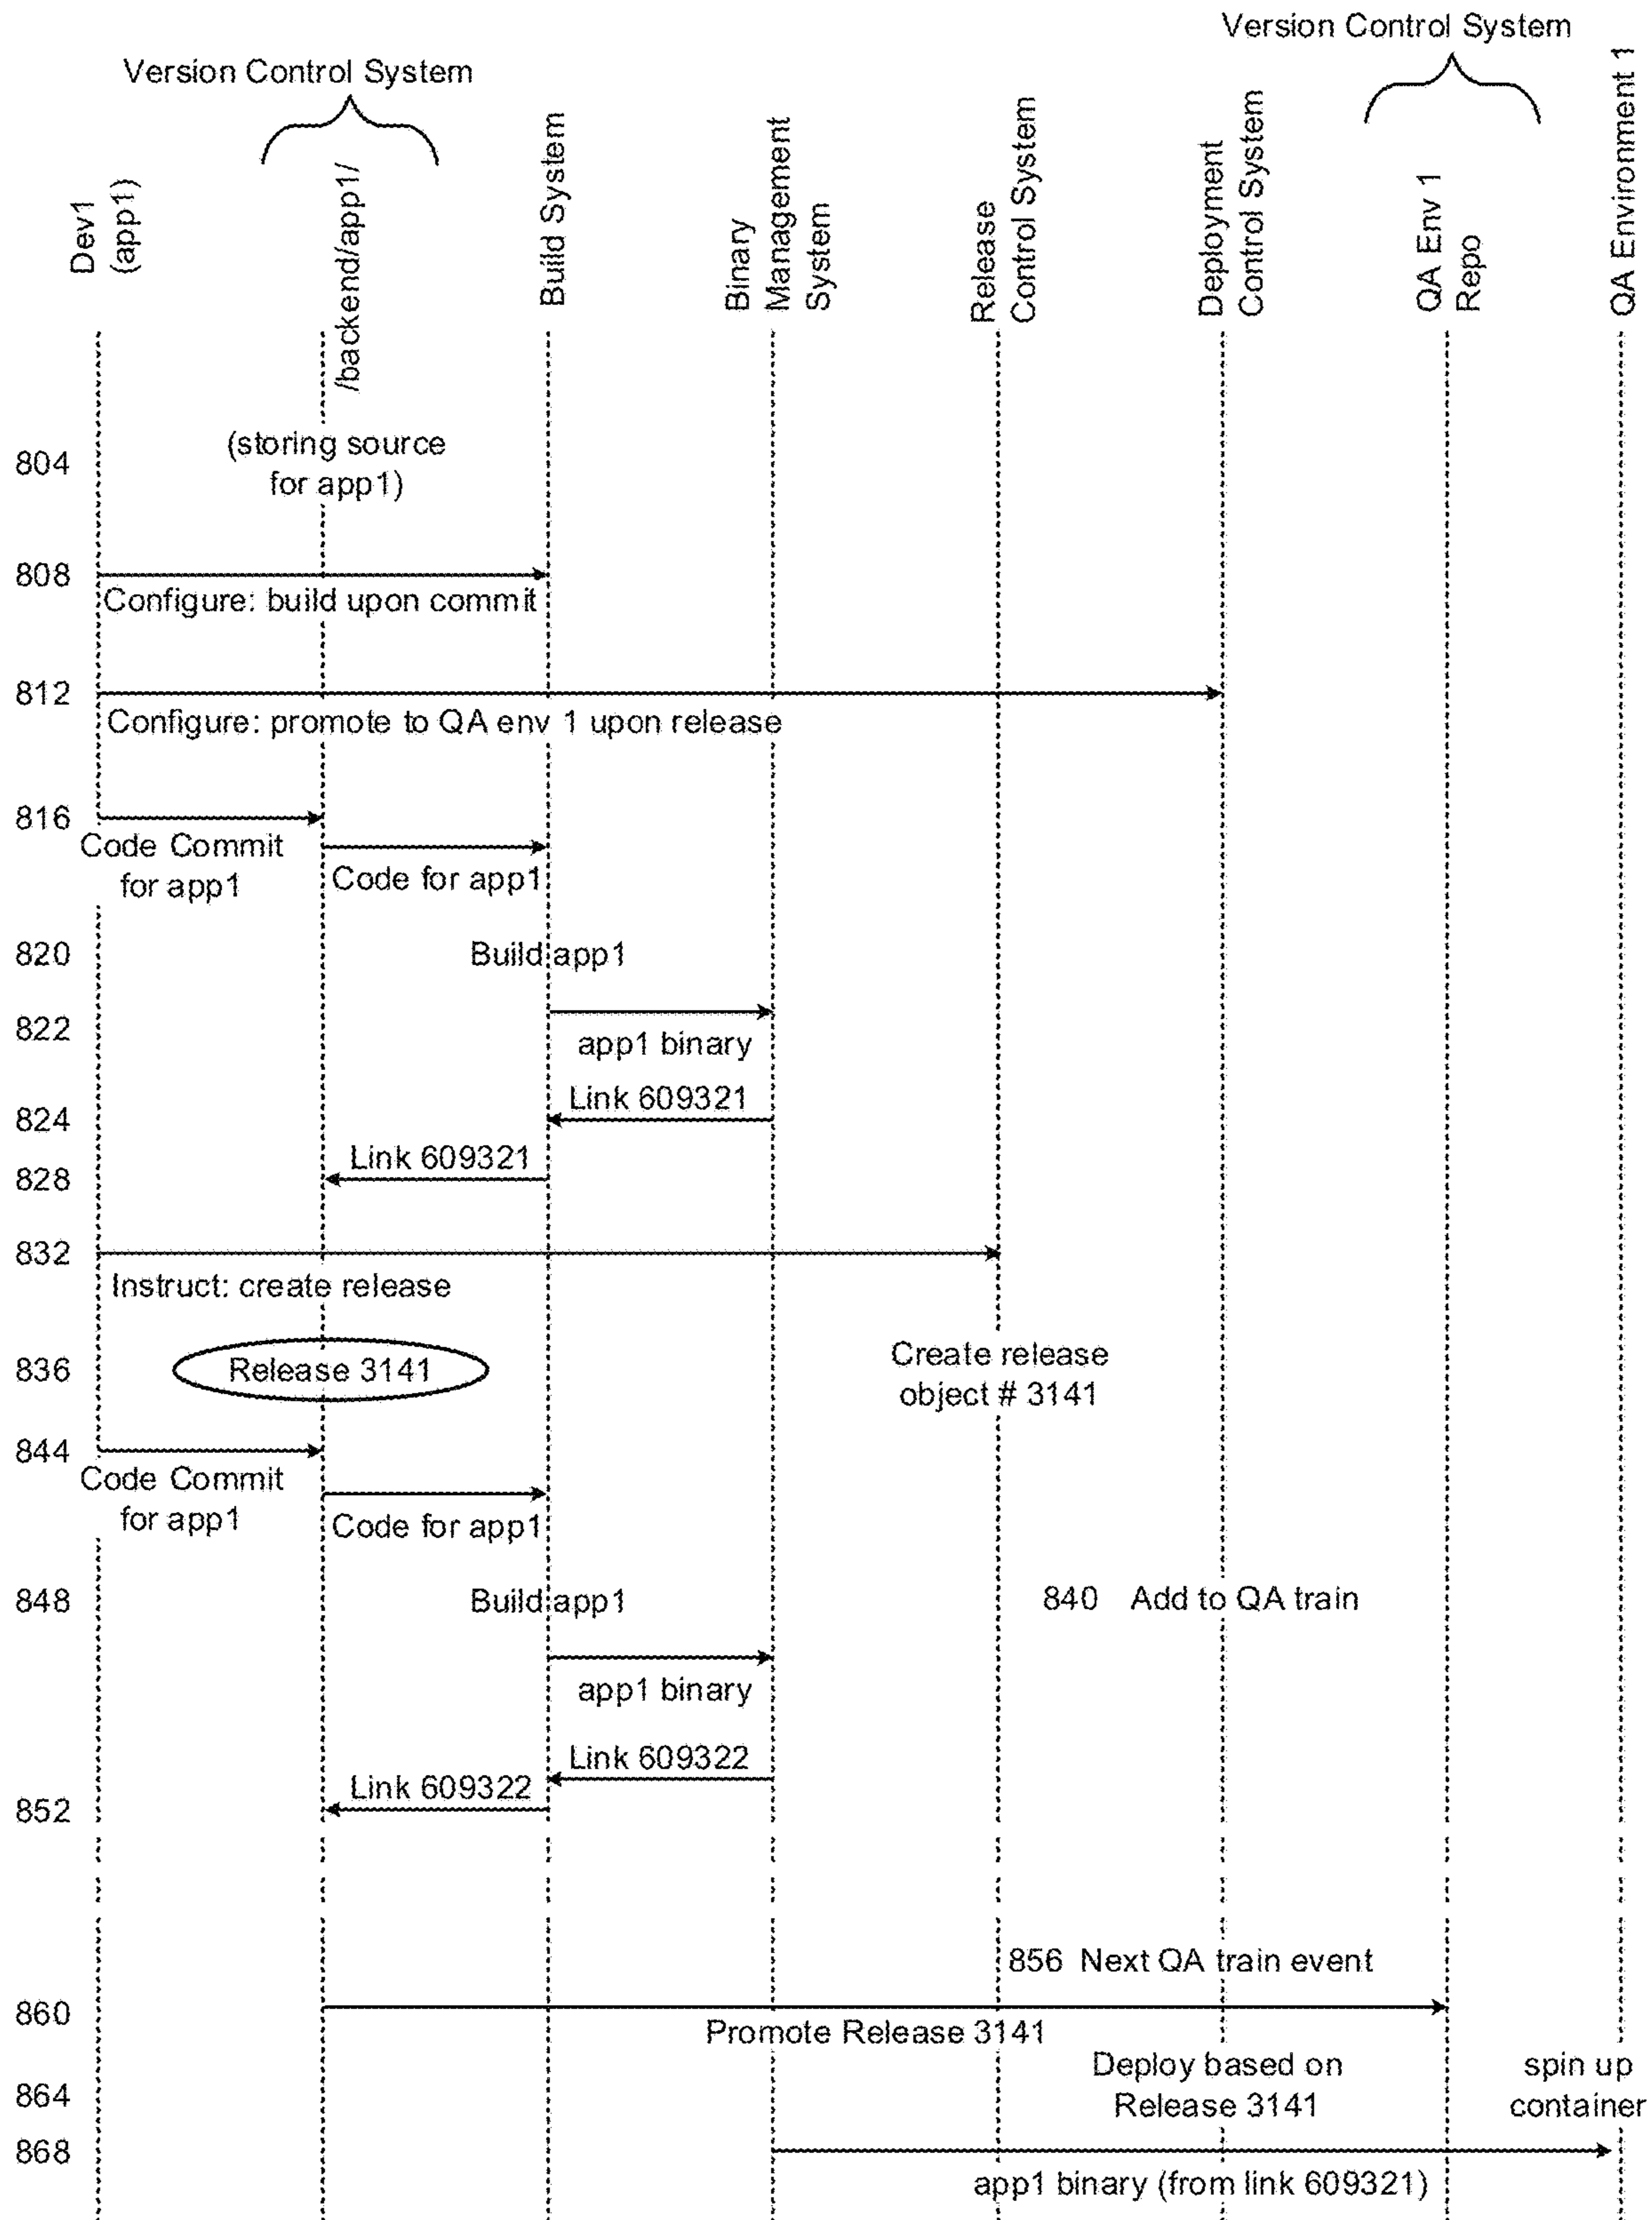 Version Control System
Version Control System
Dev1
(app1)
/backend/app1/
Build System
Binary
Management
System
Release
Control System
Deployment
Control System
QA Env 1
Repo
QA Environment 1
804
(storing source
for app1)
808
Configure: build upon commit
812
Configure: promote to QA env 1 upon release
816
Code Commit
for app1
Code for app1
820
Build app1
822
app1 binary
824
Link 609321
828
Link 609321
832
Instruct: create release
836
Release 3141
Create release
object # 3141
844
Code Commit
for app1
Code for app1
848
Build app1
840 Add to QA train
app1 binary
Link 609322
Link 609322
852
856 Next QA train event
860
Promote Release 3141
864
Deploy based on
Release 3141
spin up
container
868
app1 binary (from link 609321)